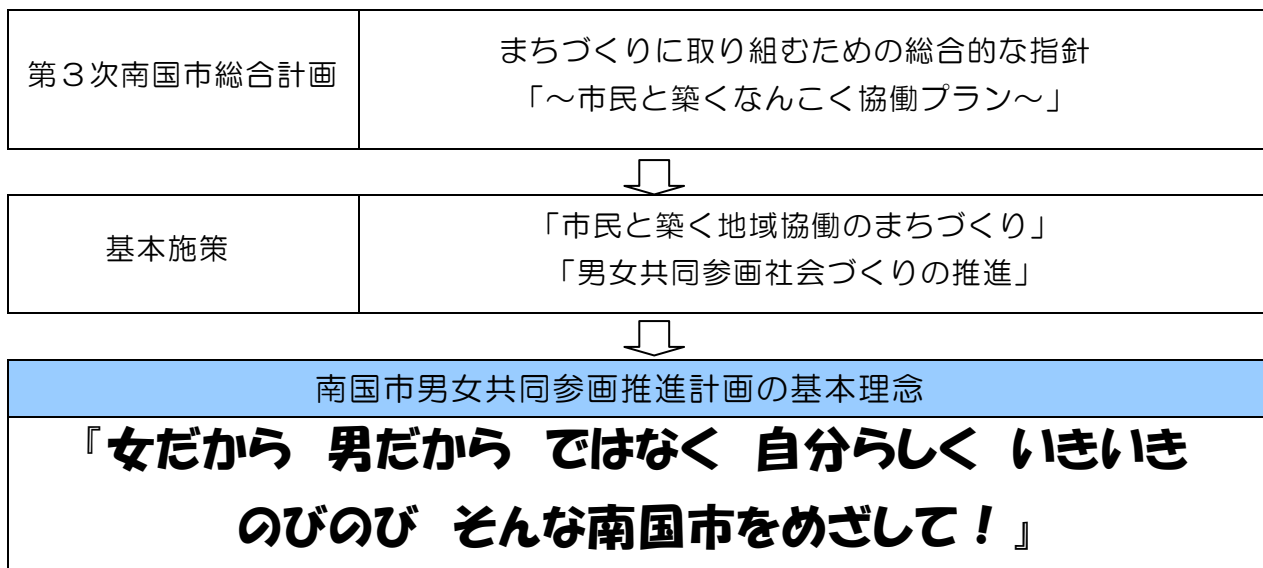 第３次南国市総合計画
まちづくりに取り組むための総合的な指針
「～市民と築くなんこく協働プラン～」
基本施策
「市民と築く地域協働のまちづくり」
「男女共同参画社会づくりの推進」
南国市男女共同参画推進計画の基本理念
『女だから　男だから　ではなく　自分らしく　いきいき
のびのび　そんな南国市をめざして！』